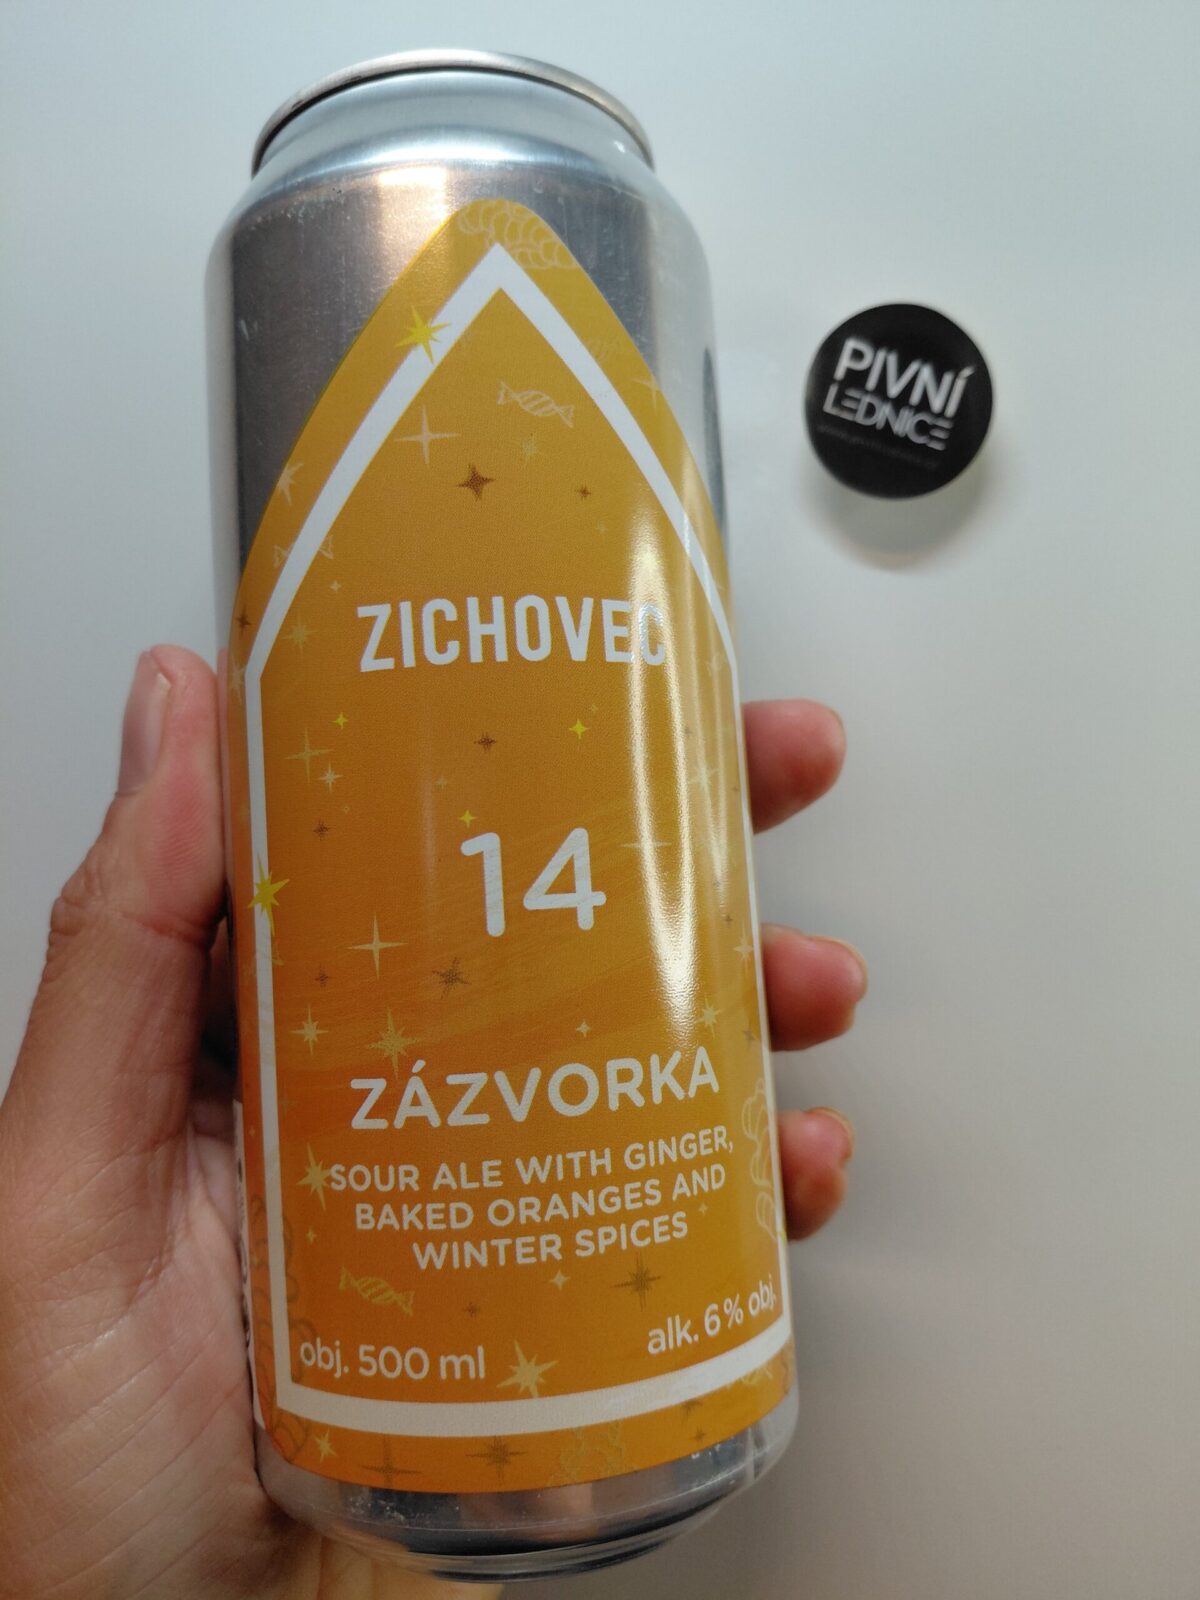 ZICHOVEC
14
ZÁZVORKA
SOUR ALE WITH GINGER,
BAKED ORANGES AND
WINTER SPICES
obj. 500 ml
alk. 6 % obj.
PIVNÍ
LEDNICE